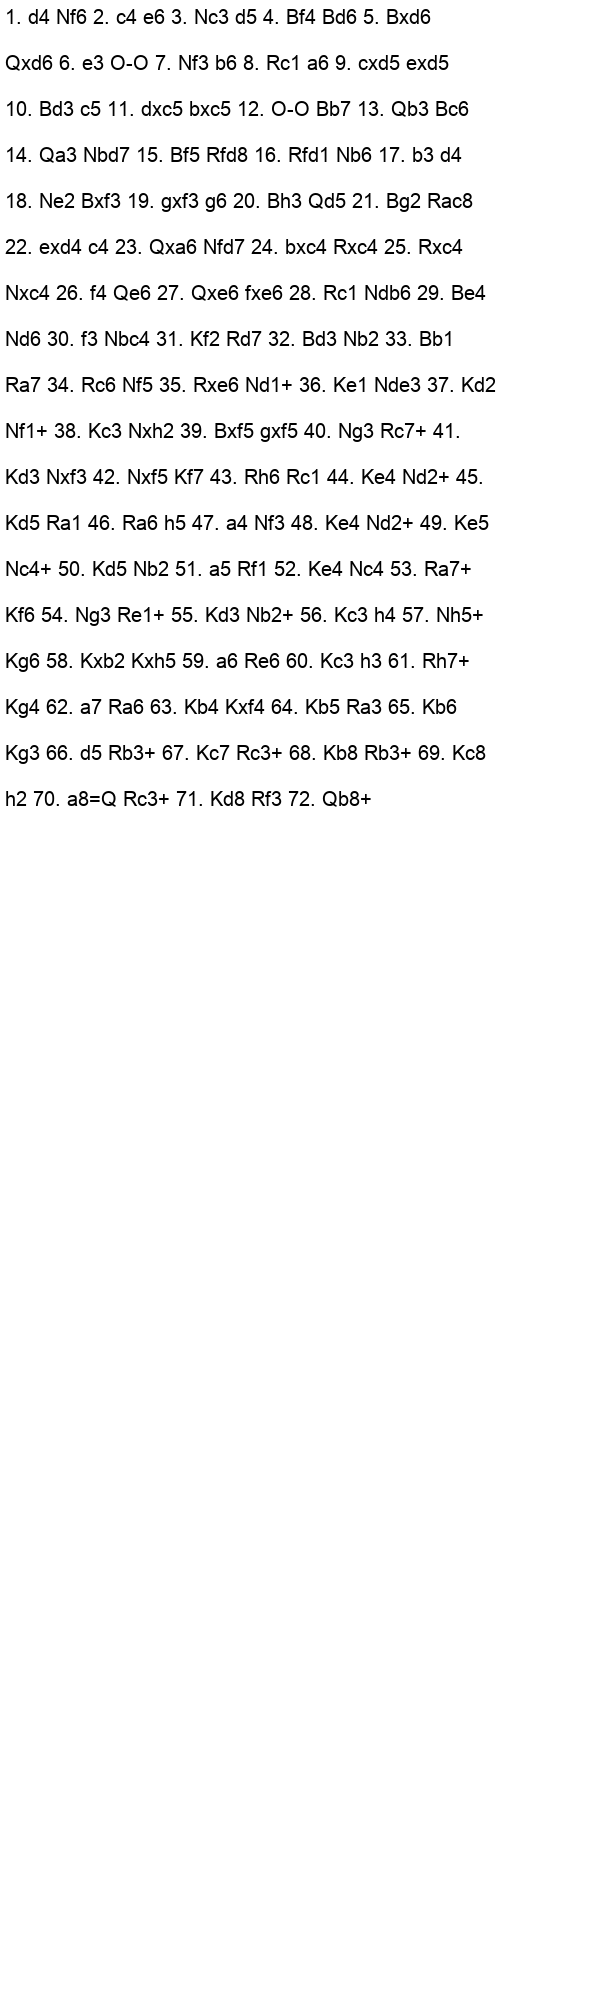 1. d4 Nf6 2. c4 e6 3. Nc3 d5 4. Bf4 Bd6 5. Bxd6
Qxd6 6. e3 O-O 7. Nf3 b6 8. Rc1 a6 9. cxd5 exd5
10. Bd3 c5 11. dxc5 bxc5 12. O-O Bb7 13. Qb3 Bc6
14. Qa3 Nbd7 15. Bf5 Rfd8 16. Rfd1 Nb6 17. b3 d4
18. Ne2 Bxf3 19. gxf3 g6 20. Bh3 Qd5 21. Bg2 Rac8
22. exd4 c4 23. Qxa6 Nfd7 24. bxc4 Rxc4 25. Rxc4
Nxc4 26. f4 Qe6 27. Qxe6 fxe6 28. Rc1 Ndb6 29. Be4
Nd6 30. f3 Nbc4 31. Kf2 Rd7 32. Bd3 Nb2 33. Bb1
Ra7 34. Rc6 Nf5 35. Rxe6 Nd1+ 36. Ke1 Nde3 37. Kd2
Nf1+ 38. Kc3 Nxh2 39. Bxf5 gxf5 40. Ng3 Rc7+ 41.
Kd3 Nxf3 42. Nxf5 Kf7 43. Rh6 Rc1 44. Ke4 Nd2+ 45.
Kd5 Ra1 46. Ra6 h5 47. a4 Nf3 48. Ke4 Nd2+ 49. Ke5
Nc4+ 50. Kd5 Nb2 51. a5 Rf1 52. Ke4 Nc4 53. Ra7+
Kf6 54. Ng3 Re1+ 55. Kd3 Nb2+ 56. Kc3 h4 57. Nh5+
Kg6 58. Kxb2 Kxh5 59. a6 Re6 60. Kc3 h3 61. Rh7+
Kg4 62. a7 Ra6 63. Kb4 Kxf4 64. Kb5 Ra3 65. Kb6
Kg3 66. d5 Rb3+ 67. Kc7 Rc3+ 68. Kb8 Rb3+ 69. Kc8
h2 70. a8=Q Rc3+ 71. Kd8 Rf3 72. Qb8+